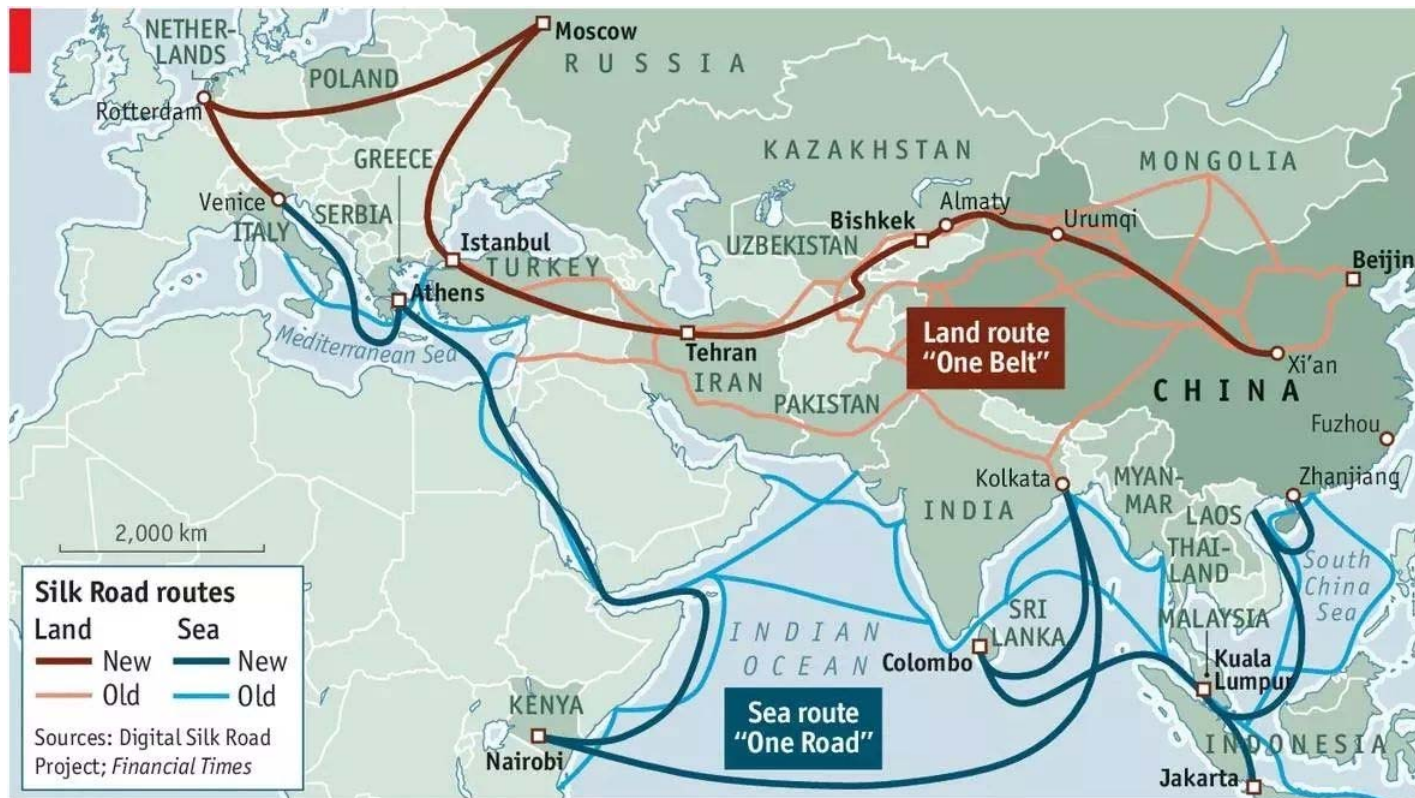 NETHER-
LANDS
Moscow
RUSSIA
POLAND
Rotterdam
KAZAKHSTAN
MONGOLIA
GREECE
Venice
ITALY
SERBIA
Almaty
Bishkek
Urumqi
UZBEKISTAN
Istanbul
TURKEY
Beijin
Athens
Mediterranean Sea
Tehran
IRAN
Land route
"One Belt"
Xi'an
PAKISTAN
CHINA
Fuzhou
Kolkata
MYAN-
MAR
Zhanjiang
INDIA
LAOS
THAI-
LAND
South
China
Sea
2,000 km
SRI
LANKA
MALAYSIA
INDIAN
OCEAN
Colombo
Kuala
Lumpur
KENYA
Nairobi
Sea route
"One Road"
INDONESIA
Jakarta
Silk Road routes
Land Sea
New New
Old Old
Sources: Digital Silk Road
Project; Financial Times